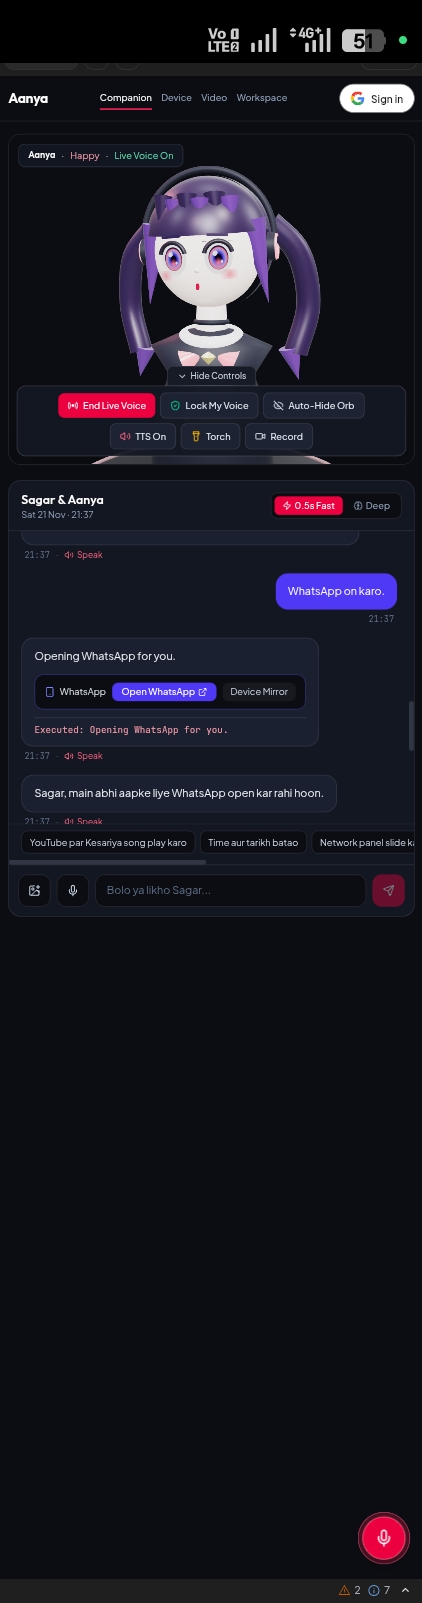 Vo 1
LTE 2
4G+
51
Aanya
Companion
Device
Video
Workspace
Sign in
Aanya · Happy · Live Voice On
Hide Controls
End Live Voice
Lock My Voice
Auto-Hide Orb
TTS On
Torch
Record
Sagar & Aanya
Sat 21 Nov · 21:37
0.5s Fast
Deep
21:37 · Speak
WhatsApp on karo.
21:37
Opening WhatsApp for you.
WhatsApp
Open WhatsApp
Device Mirror
Executed: Opening WhatsApp for you.
21:37 · Speak
Sagar, main abhi aapke liye WhatsApp open kar rahi hoon.
21:37 · Speak
YouTube par Kesariya song play karo
Time aur tarikh batao
Network panel slide ka
Bolo ya likho Sagar...
2
7